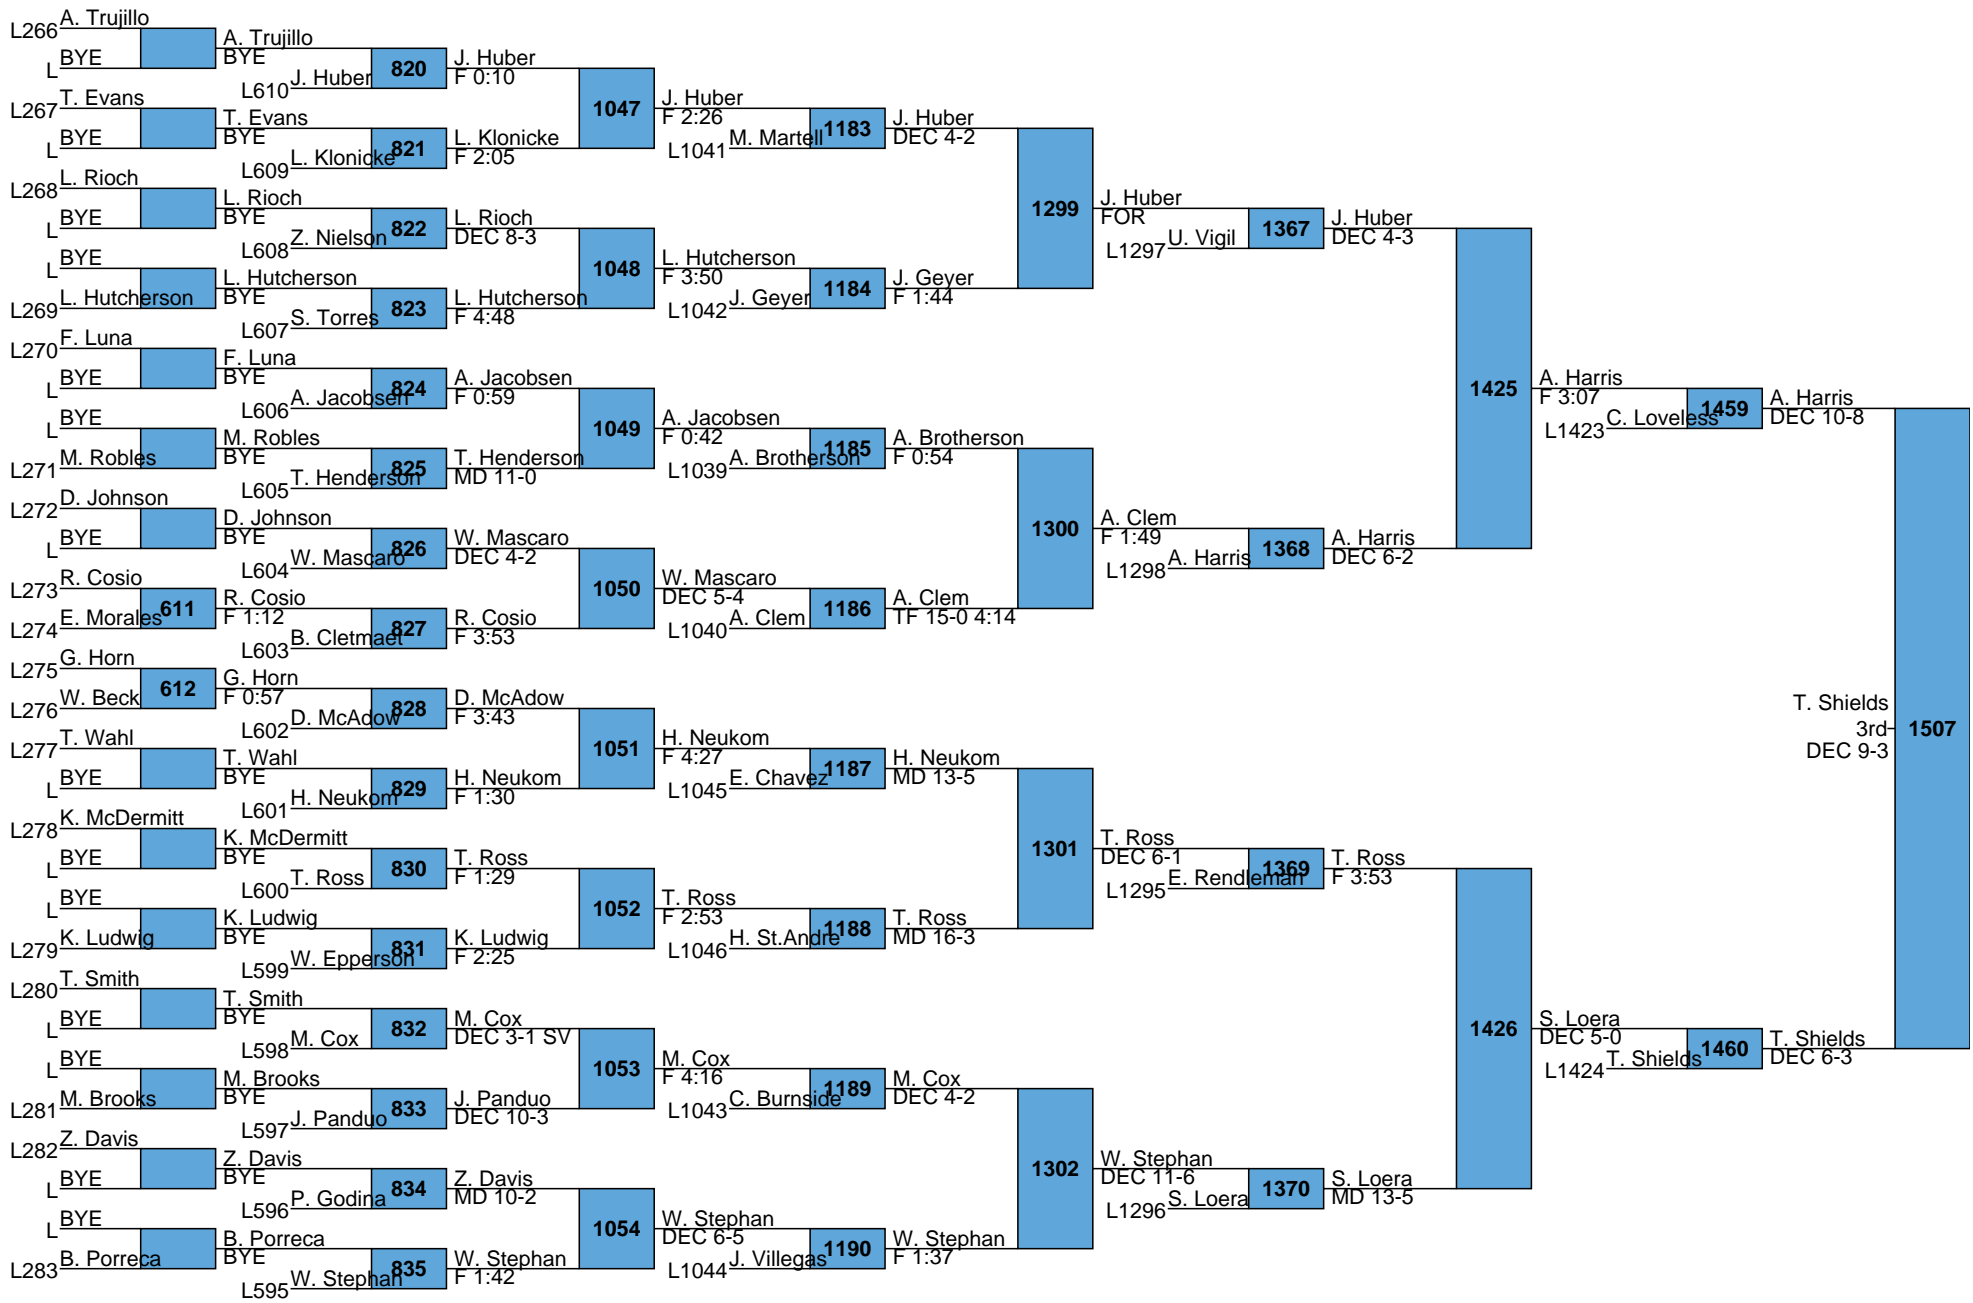 L266 A. Trujillo
L BYE
A. Trujillo
BYE
L610 J. Huber
820
J. Huber
F 0:10
L267 T. Evans
L BYE
T. Evans
BYE
L609 L. Klonicke
821
L. Klonicke
F 2:05
1047
J. Huber
F 2:26
L1041 M. Martell
1183
J. Huber
DEC 4-2
L268 L. Rioch
L BYE
L. Rioch
BYE
L608 Z. Nielson
822
L. Rioch
DEC 8-3
L BYE
L269 L. Hutcherson
L. Hutcherson
BYE
L607 S. Torres
823
L. Hutcherson
F 4:48
1048
L. Hutcherson
F 3:50
L1042 J. Geyer
1184
J. Geyer
F 1:44
1299
J. Huber
FOR
L1297 U. Vigil
1367
J. Huber
DEC 4-3
L270 F. Luna
L BYE
F. Luna
BYE
L606 A. Jacobsen
824
A. Jacobsen
F 0:59
L BYE
L271 M. Robles
M. Robles
BYE
L605 T. Henderson
825
T. Henderson
MD 11-0
1049
A. Jacobsen
F 0:42
L1039 A. Brotherson
1185
A. Brotherson
F 0:54
L272 D. Johnson
L BYE
D. Johnson
BYE
L604 W. Mascaro
826
W. Mascaro
DEC 4-2
L273 R. Cosio
L274 E. Morales
611
R. Cosio
F 1:12
L603 B. Cletmaet
827
R. Cosio
F 3:53
1050
W. Mascaro
DEC 5-4
L1040 A. Clem
1186
A. Clem
TF 15-0 4:14
1300
A. Clem
F 1:49
L1298 A. Harris
1368
A. Harris
DEC 6-2
1425
A. Harris
F 3:07
L1423 C. Loveless
1459
A. Harris
DEC 10-8
L275 G. Horn
L276 W. Beck
612
G. Horn
F 0:57
L602 D. McAdow
828
D. McAdow
F 3:43
L277 T. Wahl
L BYE
T. Wahl
BYE
L601 H. Neukom
829
H. Neukom
F 1:30
1051
H. Neukom
F 4:27
L1045 E. Chavez
1187
H. Neukom
MD 13-5
L278 K. McDermitt
L BYE
K. McDermitt
BYE
L600 T. Ross
830
T. Ross
F 1:29
L BYE
L279 K. Ludwig
K. Ludwig
BYE
L599 W. Epperson
831
K. Ludwig
F 2:25
1052
T. Ross
F 2:53
L1046 H. St.Andre
1188
T. Ross
MD 16-3
1301
T. Ross
DEC 6-1
L1295 E. Rendleman
1369
T. Ross
F 3:53
L280 T. Smith
L BYE
T. Smith
BYE
L598 M. Cox
832
M. Cox
DEC 3-1 SV
L BYE
L281 M. Brooks
M. Brooks
BYE
L597 J. Panduo
833
J. Panduo
DEC 10-3
1053
M. Cox
F 4:16
L1043 C. Burnside
1189
M. Cox
DEC 4-2
L282 Z. Davis
L BYE
Z. Davis
BYE
L596 P. Godina
834
Z. Davis
MD 10-2
L BYE
L283 B. Porreca
B. Porreca
BYE
L595 W. Stephan
835
W. Stephan
F 1:42
1054
W. Stephan
DEC 6-5
L1044 J. Villegas
1190
W. Stephan
F 1:37
1302
W. Stephan
DEC 11-6
L1296 S. Loera
1370
S. Loera
MD 13-5
1426
S. Loera
DEC 5-0
L1424 T. Shields
1460
T. Shields
DEC 6-3
T. Shields
3rd
DEC 9-3
1507